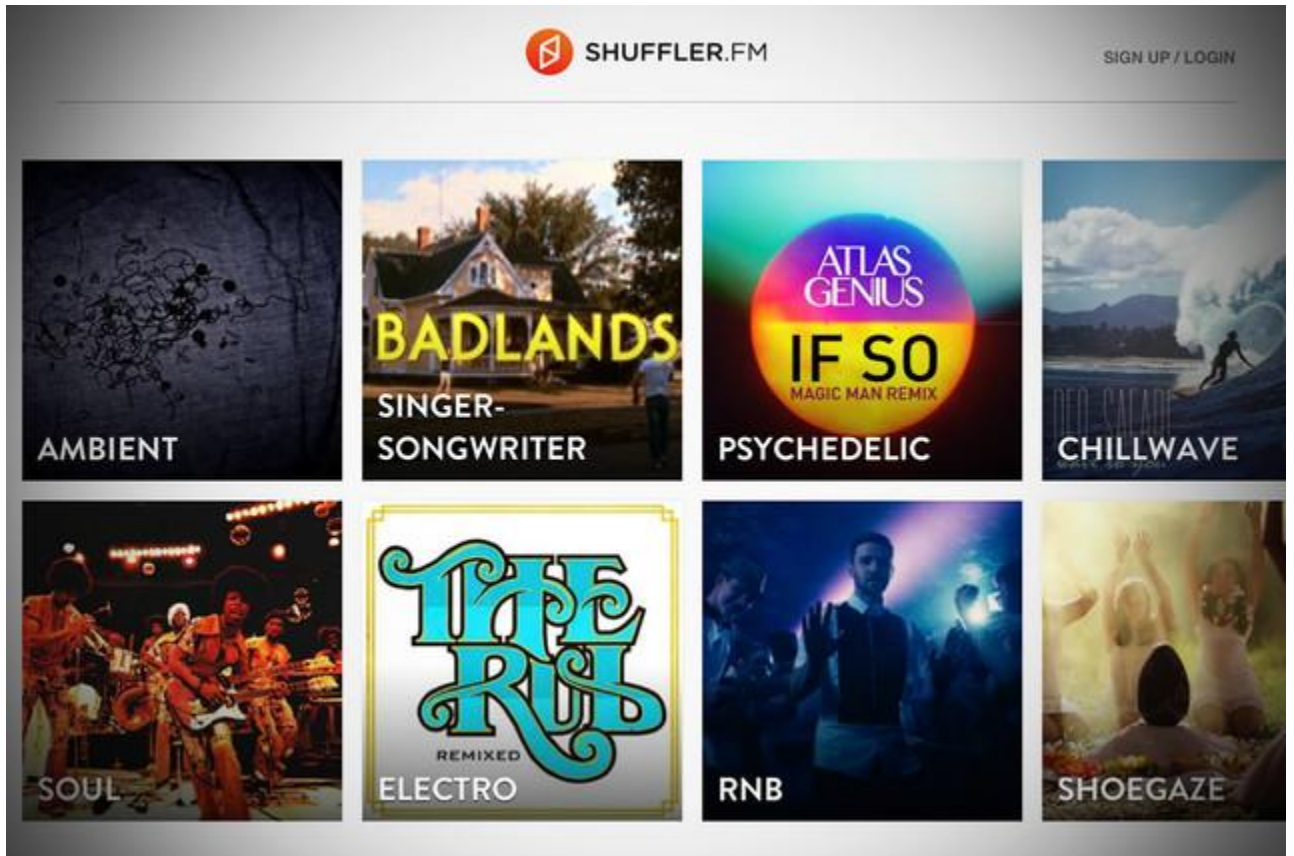 SHUFFLER.FM
SIGN UP / LOGIN
BADLANDS
SINGER-
SONGWRITER
AMBIENT
ATLAS
GENIUS
IF SO
MAGIC MAN REMIX
PSYCHEDELIC
CHILLWAVE
SOUL
THE
RUB
REMIXED
ELECTRO
RNB
SHOEGAZE